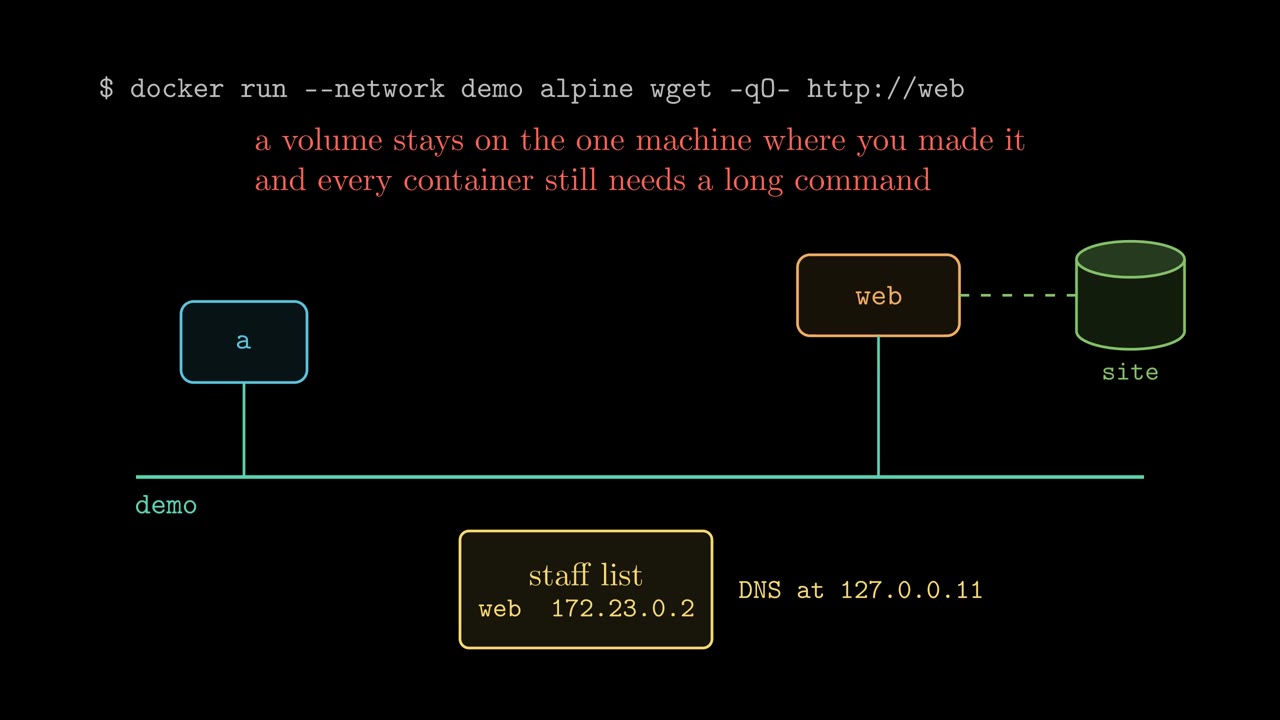 $ docker run --network demo alpine wget -qO- http://web
a volume stays on the one machine where you made it
and every container still needs a long command
web
a
site
demo
staff list
web  172.23.0.2
DNS at 127.0.0.11